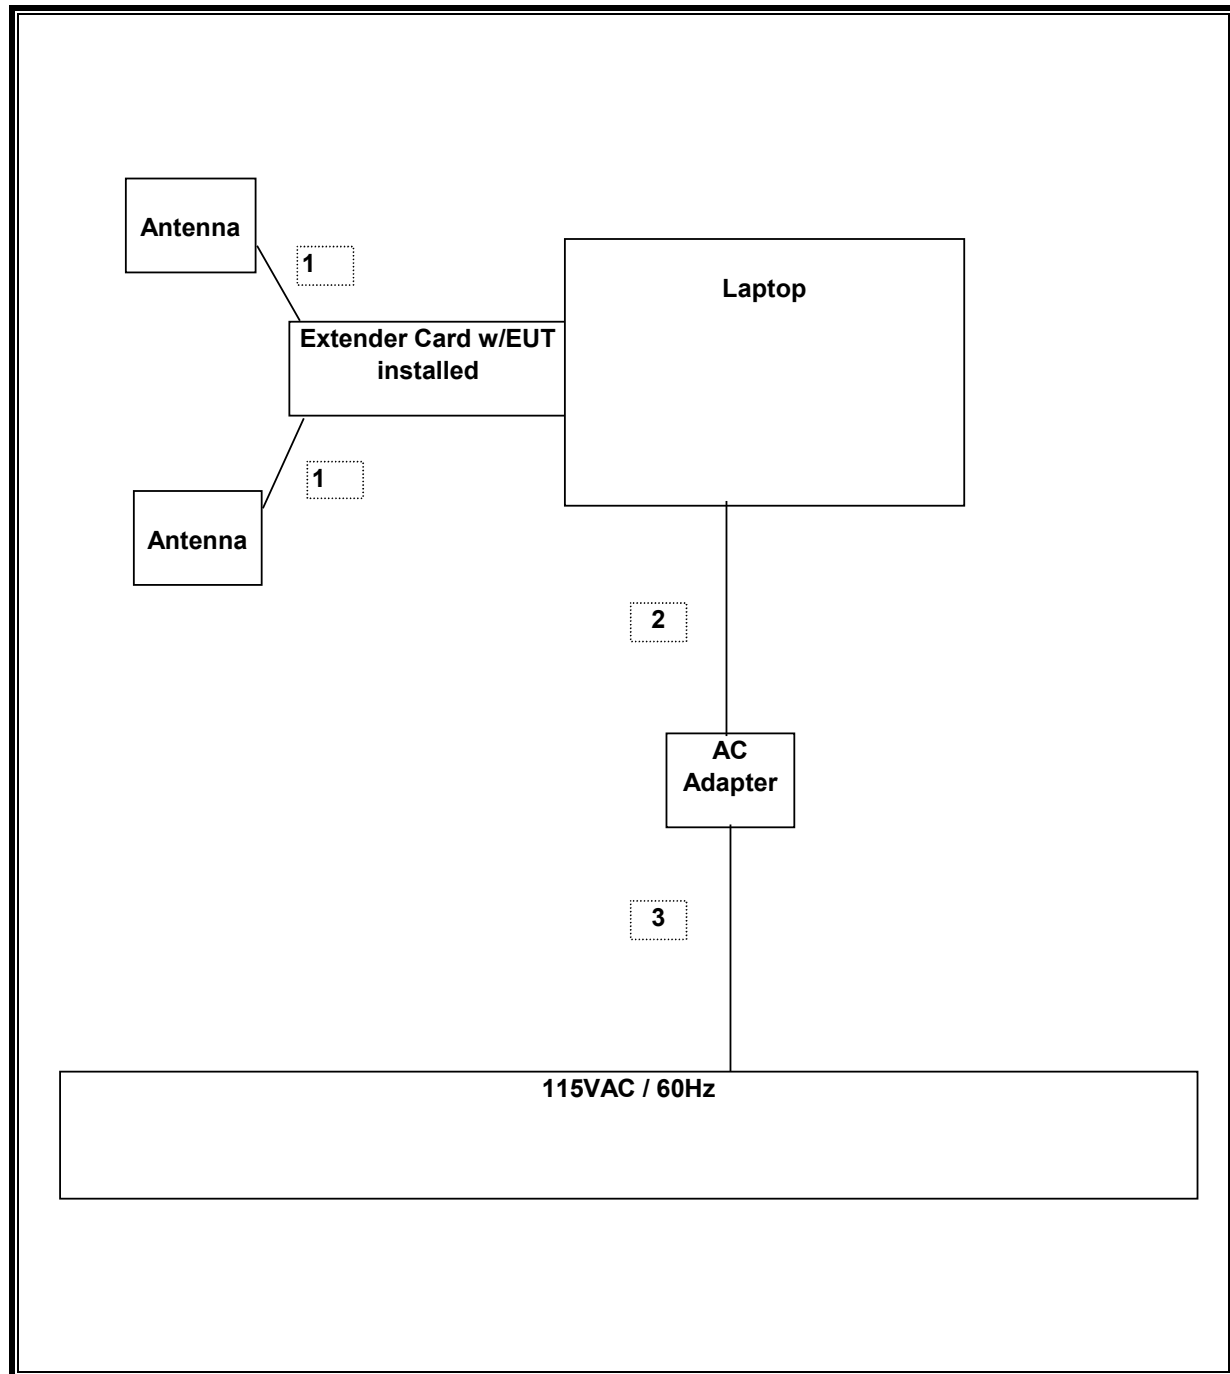 Antenna
1
Laptop
Extender Card w/EUT
installed
1
Antenna
2
AC
Adapter
3
115VAC / 60Hz